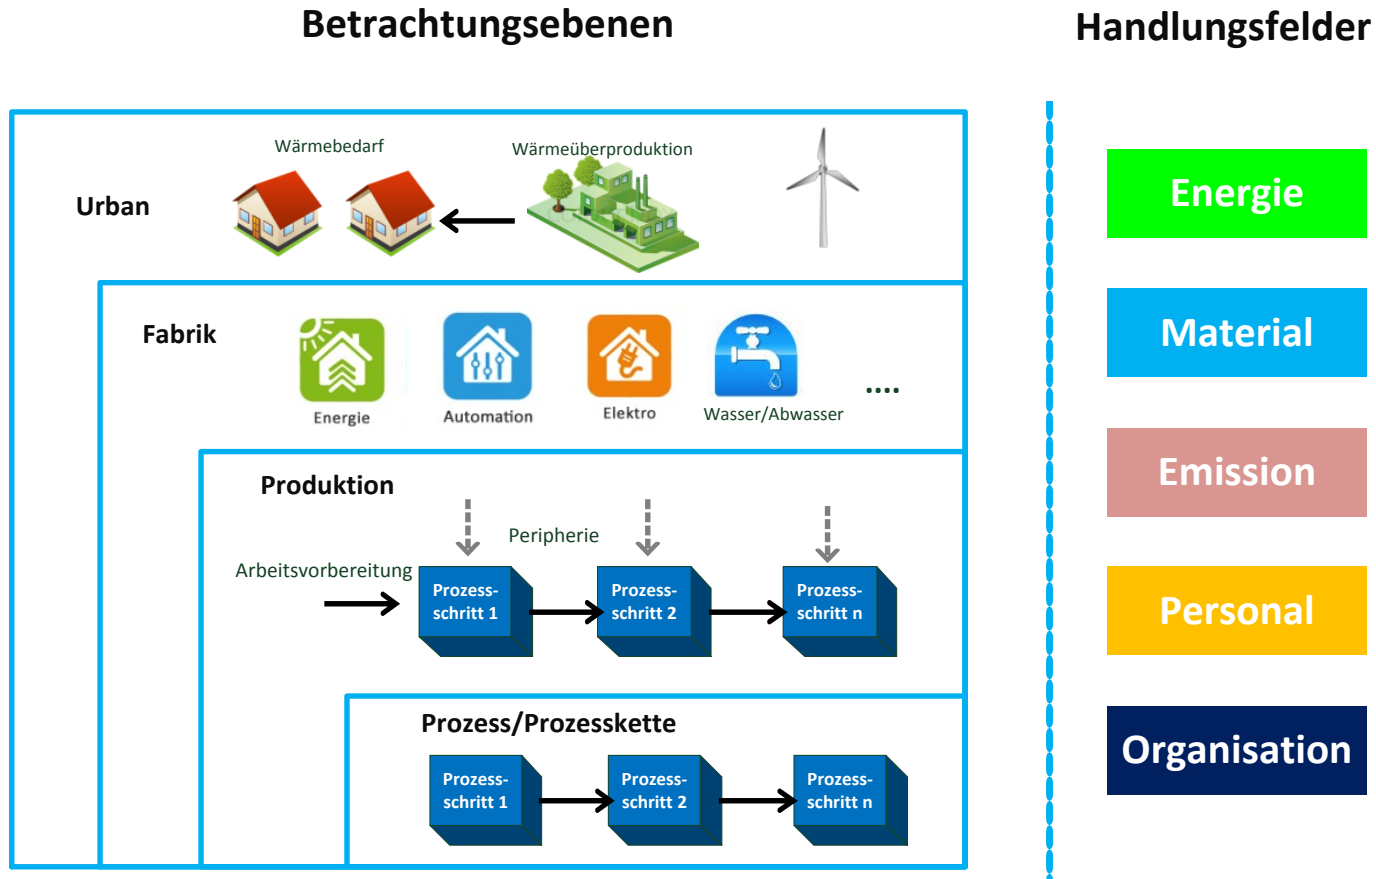 Betrachtungsebenen
Handlungsfelder
Wärmebedarf
Wärmeüberproduktion
Urban
Fabrik
Energie
Automation
Elektro
Wasser/Abwasser
....
Produktion
Peripherie
Arbeitsvorbereitung
Prozess-
schritt 1
Prozess-
schritt 2
Prozess-
schritt n
Prozess/Prozesskette
Prozess-
schritt 1
Prozess-
schritt 2
Prozess-
schritt n
Energie
Material
Emission
Personal
Organisation